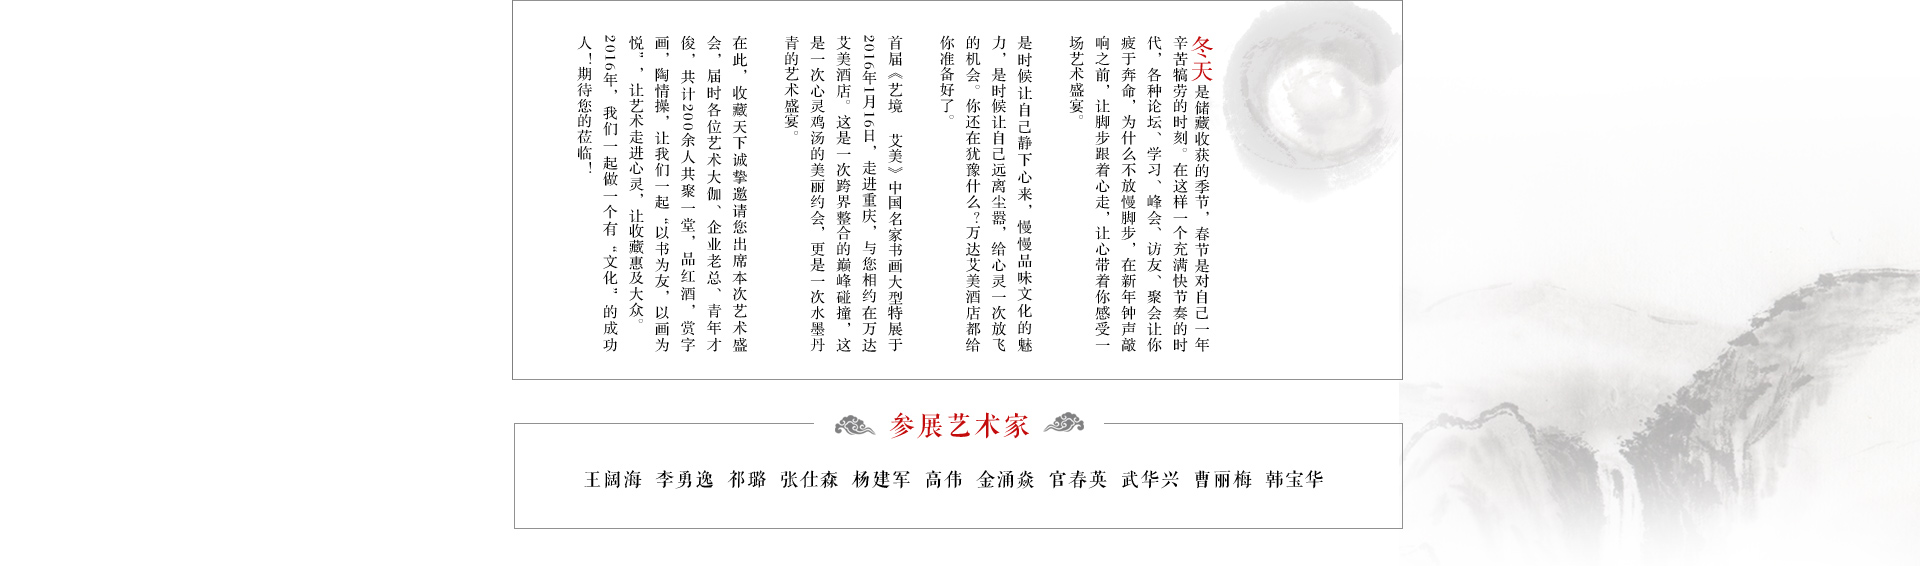 冬天是储藏收获的季节，春节是对自己一年
辛苦犒劳的时刻。在这样一个充满快节奏的时
代，各种论坛、学习、峰会、访友、聚会让你
疲于奔命，为什么不放慢脚步，在新年钟声敲
响之前，让脚步跟着心走，让心带着你感受一
场艺术盛宴。
是时候让自己静下心来，慢慢品味文化的魅
力，是时候让自己远离尘嚣，给心灵一次放飞
的机会。你还在犹豫什么？万达艾美酒店都给
你准备好了。
首届《艺境 艾美》中国名家书画大型特展于
2016年1月16日，走进重庆，与您相约在万达
艾美酒店。这是一次跨界整合的巅峰碰撞，这
是一次心灵鸡汤的美丽约会，更是一次水墨丹
青的艺术盛宴。
在此，收藏天下诚挚邀请您出席本次艺术盛
会，届时各位艺术大伽、企业老总、青年才
俊，共计200余人共聚一堂，品红酒，赏字
画，陶情操，让我们一起“以书为友，以画为
悦”，让艺术走进心灵，让收藏惠及大众。
2016年，我们一起做一个有“文化”的成功
人！期待您的莅临！
参展艺术家
王阔海 李勇逸 祁璐 张仕森 杨建军 高伟 金涌焱 官春英 武华兴 曹丽梅 韩宝华